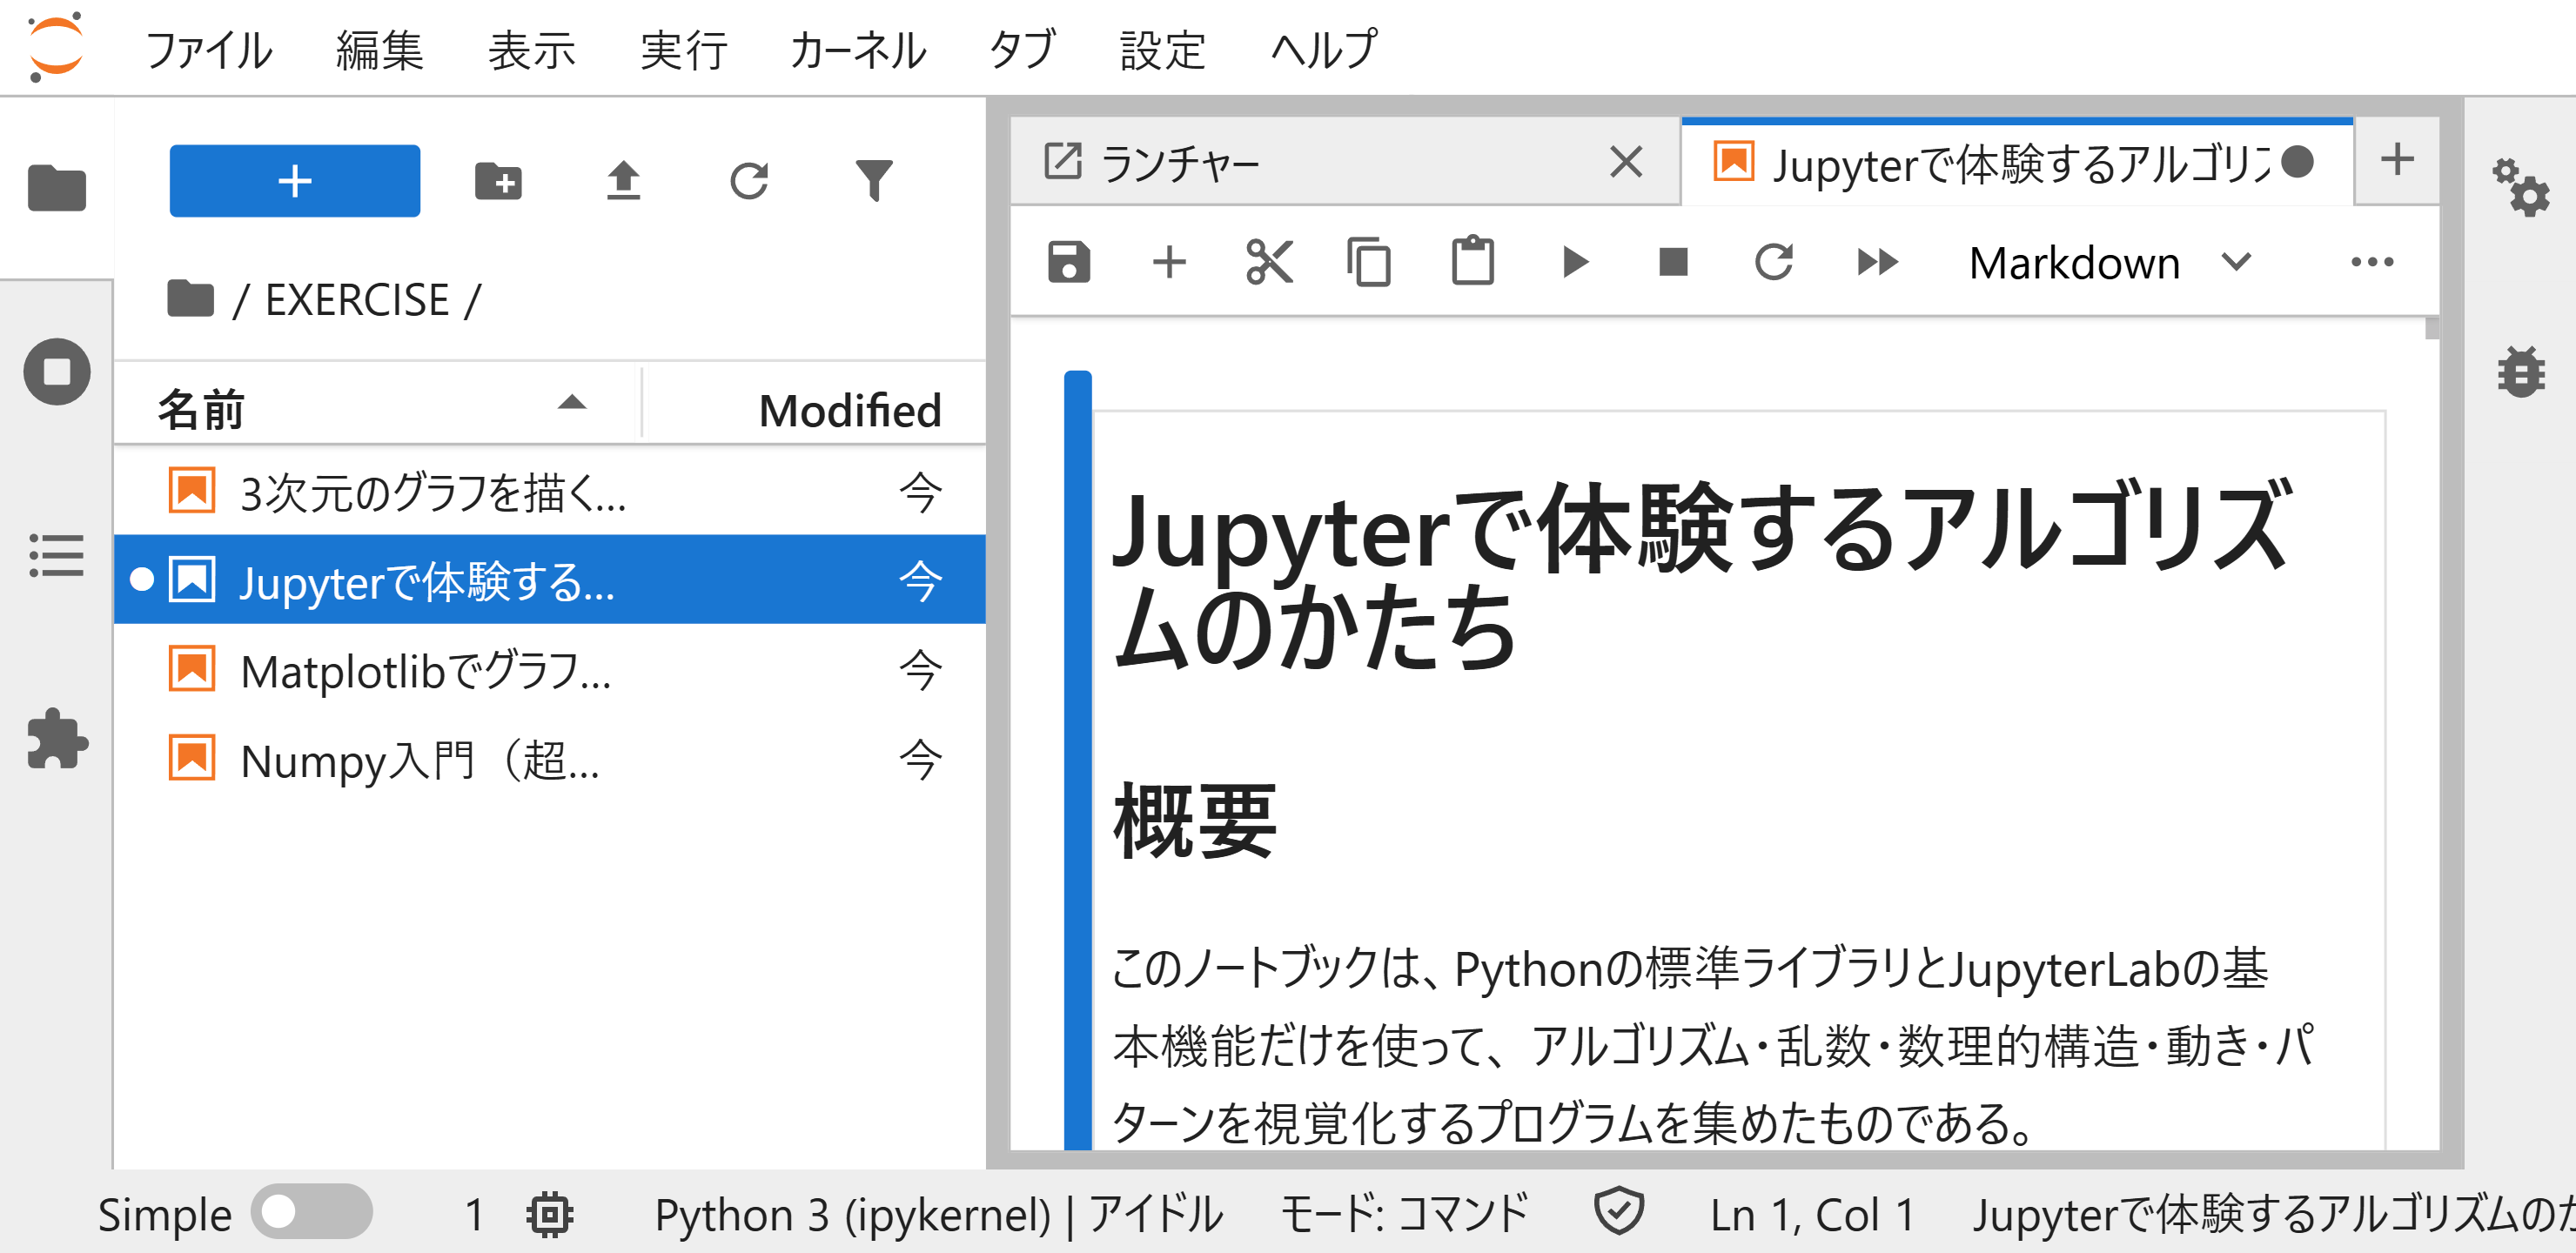 ファイル 編集 表示 実行 カーネル タブ 設定 ヘルプ
/ EXERCISE /
名前 Modified
3次元のグラフを描く... 今
Jupyterで体験する... 今
Matplotlibでグラフ... 今
Numpy入門（超... 今
ランチャー Jupyterで体験するアルゴリズ
Markdown
Jupyterで体験するアルゴリズ
ムのかたち
概要
このノートブックは、Pythonの標準ライブラリとJupyterLabの基
本機能だけを使って、アルゴリズム・乱数・数理的構造・動き・パ
ターンを視覚化するプログラムを集めたものである。
Simple 1 Python 3 (ipykernel) | アイドル モード: コマンド Ln 1, Col 1 Jupyterで体験するアルゴリズムのか